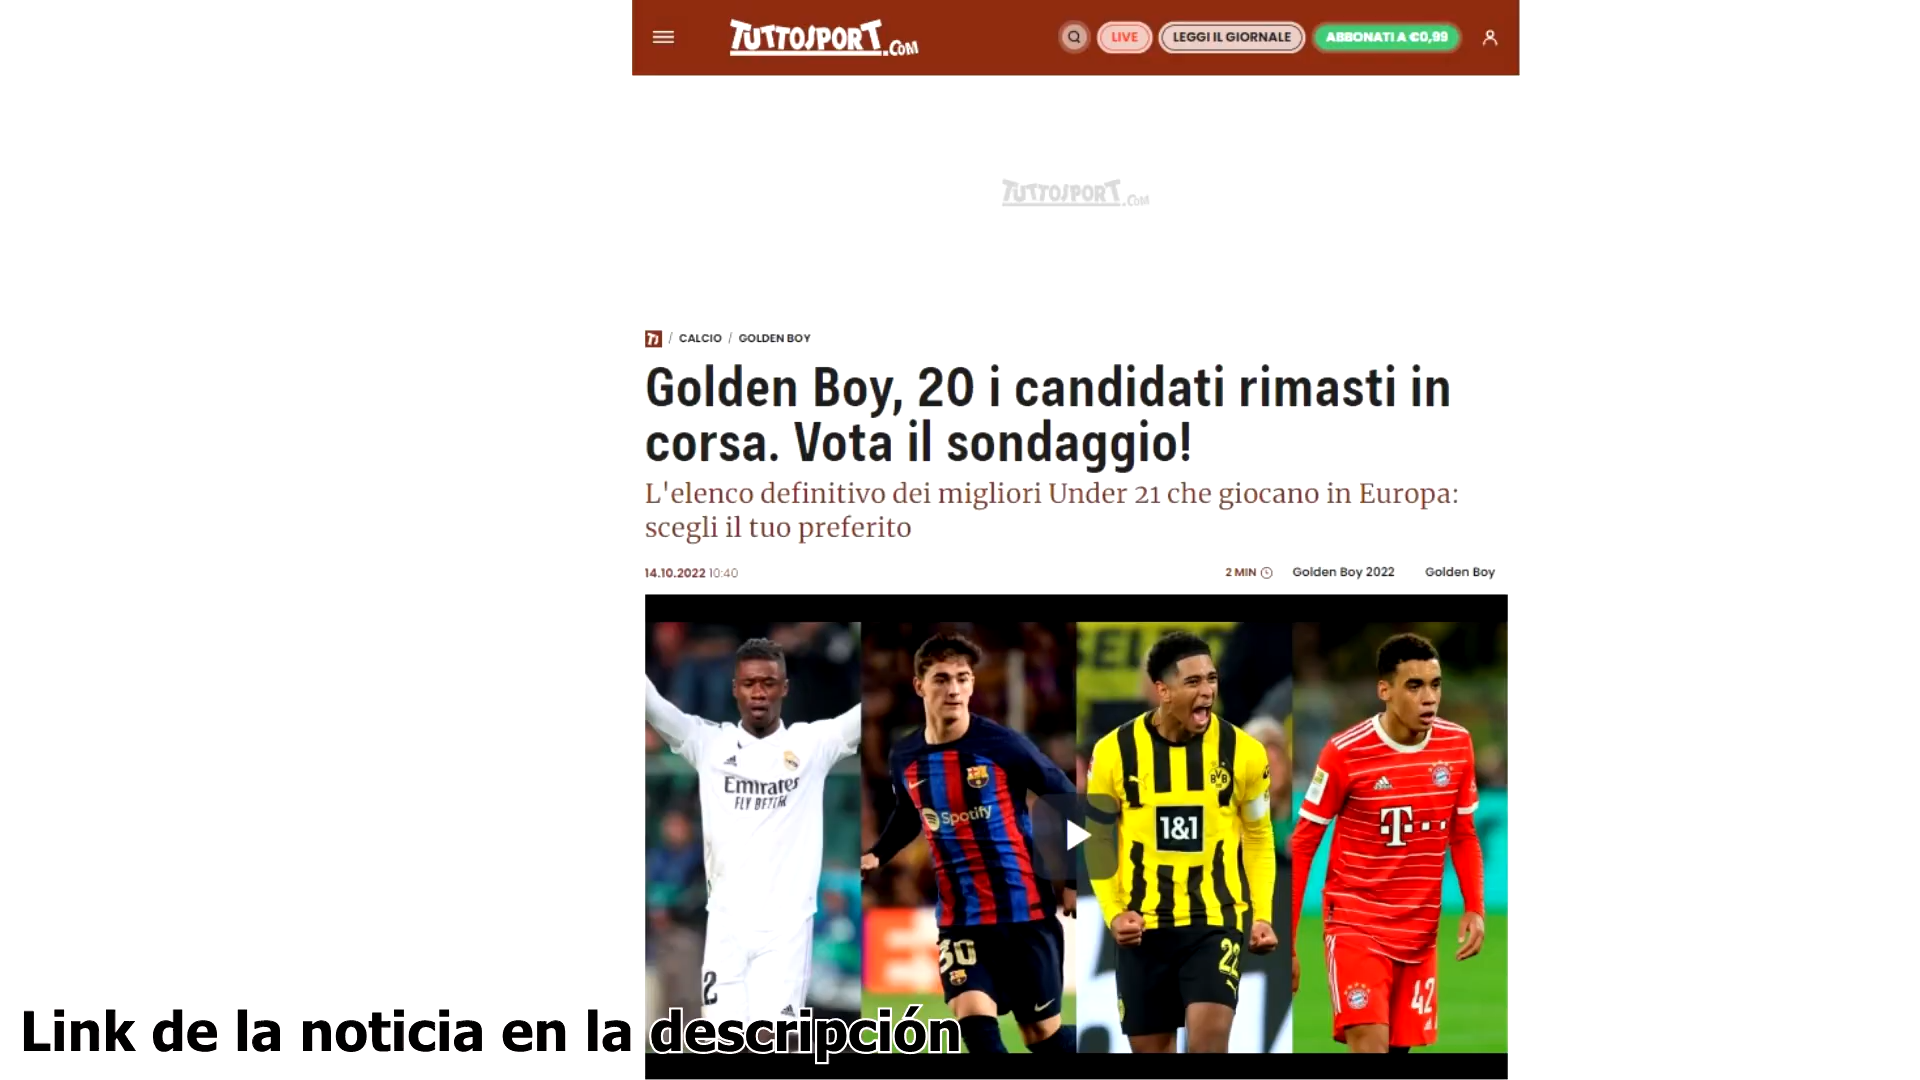 TUTTOSPORT.COM
LIVE
LEGGI IL GIORNALE
ABBONATI A €0,99
TUTTOSPORT.COM
/ CALCIO / GOLDEN BOY
Golden Boy, 20 i candidati rimasti in
corsa. Vota il sondaggio!
L'elenco definitivo dei migliori Under 21 che giocano in Europa:
scegli il tuo preferito
14.10.2022 10:40
2 MIN
Golden Boy 2022
Golden Boy
Emirates
FLY BETTER
Spotify
30
BVB
1&1
22
T
42
2
Link de la noticia en la descripción